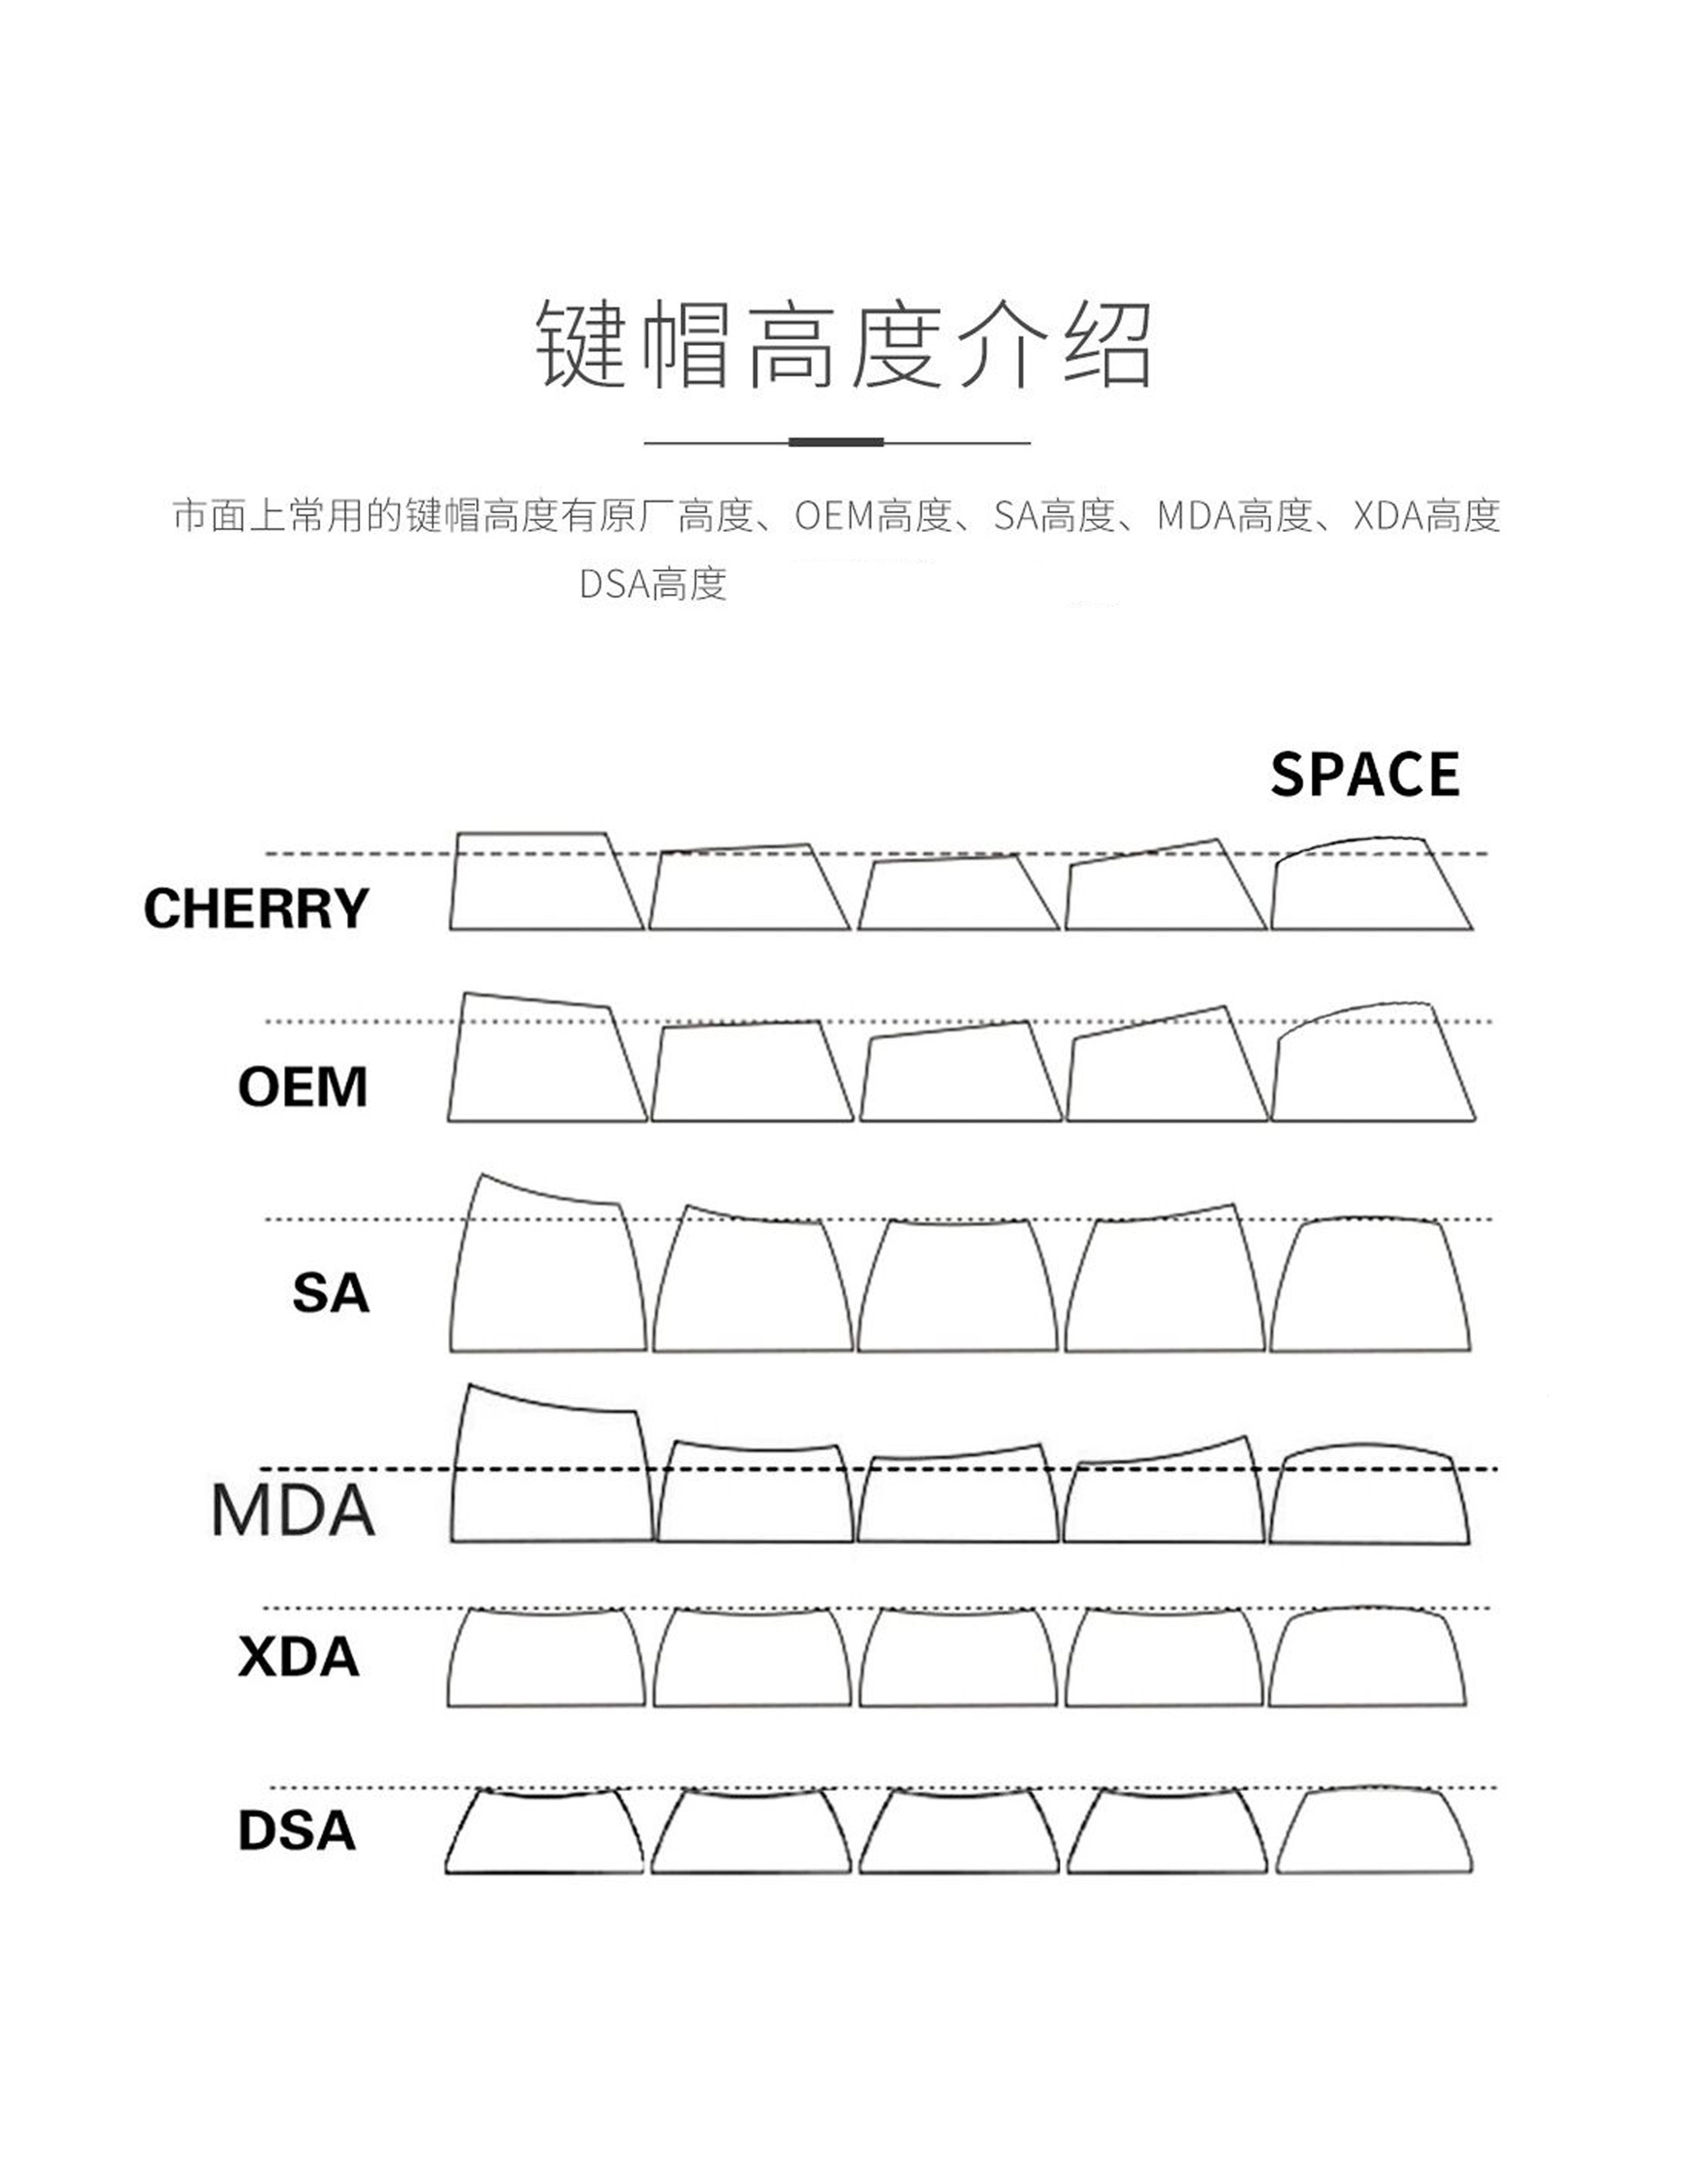 键帽高度介绍
市面上常用的键帽高度有原厂高度、OEM高度、SA高度、MDA高度、XDA高度
DSA高度
SPACE
CHERRY
OEM
SA
MDA
XDA
DSA